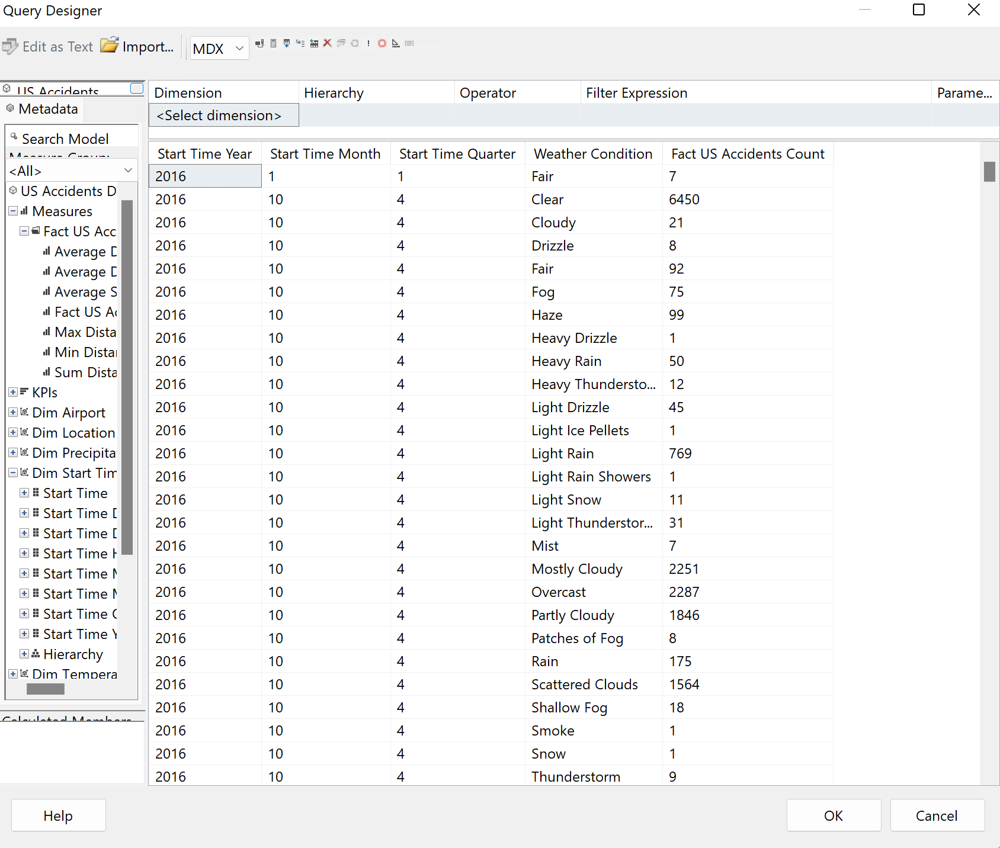 Query Designer
Edit as Text Import... MDX
US Accidents
Metadata
Search Model
Measure Group:
<All>
US Accidents D
Measures
Fact US Acc
Average D
Average D
Average S
Fact US Ac
Max Dista
Min Distar
Sum Dista
KPIs
Dim Airport
Dim Location
Dim Precipita
Dim Start Tim
Start Time
Start Time D
Start Time D
Start Time H
Start Time M
Start Time M
Start Time Q
Start Time Y
Hierarchy
Dim Tempera
Calculated Members
Dimension Hierarchy Operator Filter Expression Parame...
<Select dimension>
Start Time Year Start Time Month Start Time Quarter Weather Condition Fact US Accidents Count
2016 1 1 Fair 7
2016 10 4 Clear 6450
2016 10 4 Cloudy 21
2016 10 4 Drizzle 8
2016 10 4 Fair 92
2016 10 4 Fog 75
2016 10 4 Haze 99
2016 10 4 Heavy Drizzle 1
2016 10 4 Heavy Rain 50
2016 10 4 Heavy Thundersto... 12
2016 10 4 Light Drizzle 45
2016 10 4 Light Ice Pellets 1
2016 10 4 Light Rain 769
2016 10 4 Light Rain Showers 1
2016 10 4 Light Snow 11
2016 10 4 Light Thunderstor... 31
2016 10 4 Mist 7
2016 10 4 Mostly Cloudy 2251
2016 10 4 Overcast 2287
2016 10 4 Partly Cloudy 1846
2016 10 4 Patches of Fog 8
2016 10 4 Rain 175
2016 10 4 Scattered Clouds 1564
2016 10 4 Shallow Fog 18
2016 10 4 Smoke 1
2016 10 4 Snow 1
2016 10 4 Thunderstorm 9
Help OK Cancel